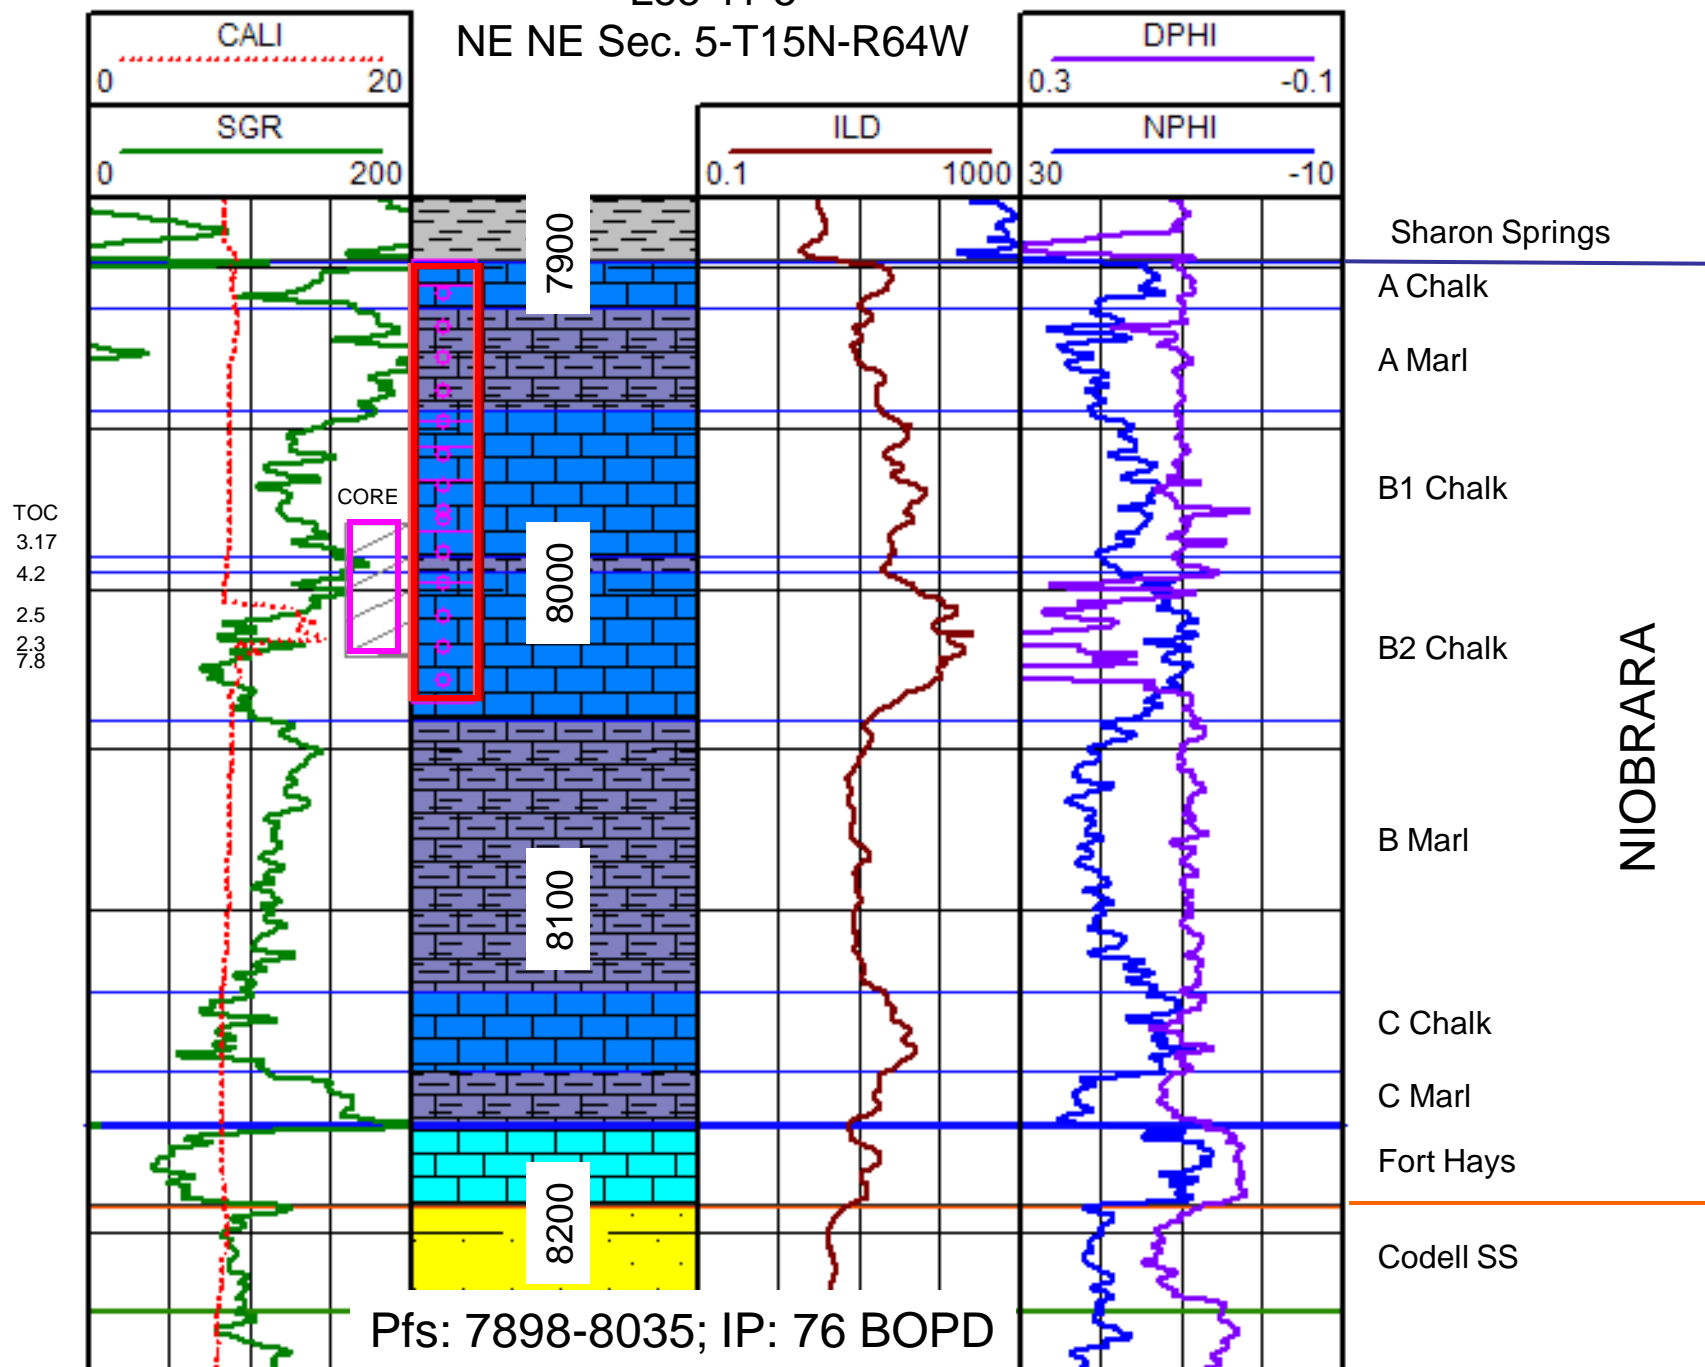 NE NE Sec. 5-T15N-R64W
CALI
0 20
SGR
0 200
ILD
0.1 1000
DPHI
0.3 -0.1
NPHI
30 -10
7900
8000
8100
8200
CORE
TOC
3.17
4.2
2.5
2.3
7.8
Sharon Springs
A Chalk
A Marl
B1 Chalk
B2 Chalk
B Marl
C Chalk
C Marl
Fort Hays
Codell SS
NIOBRARA
Pfs: 7898-8035; IP: 76 BOPD